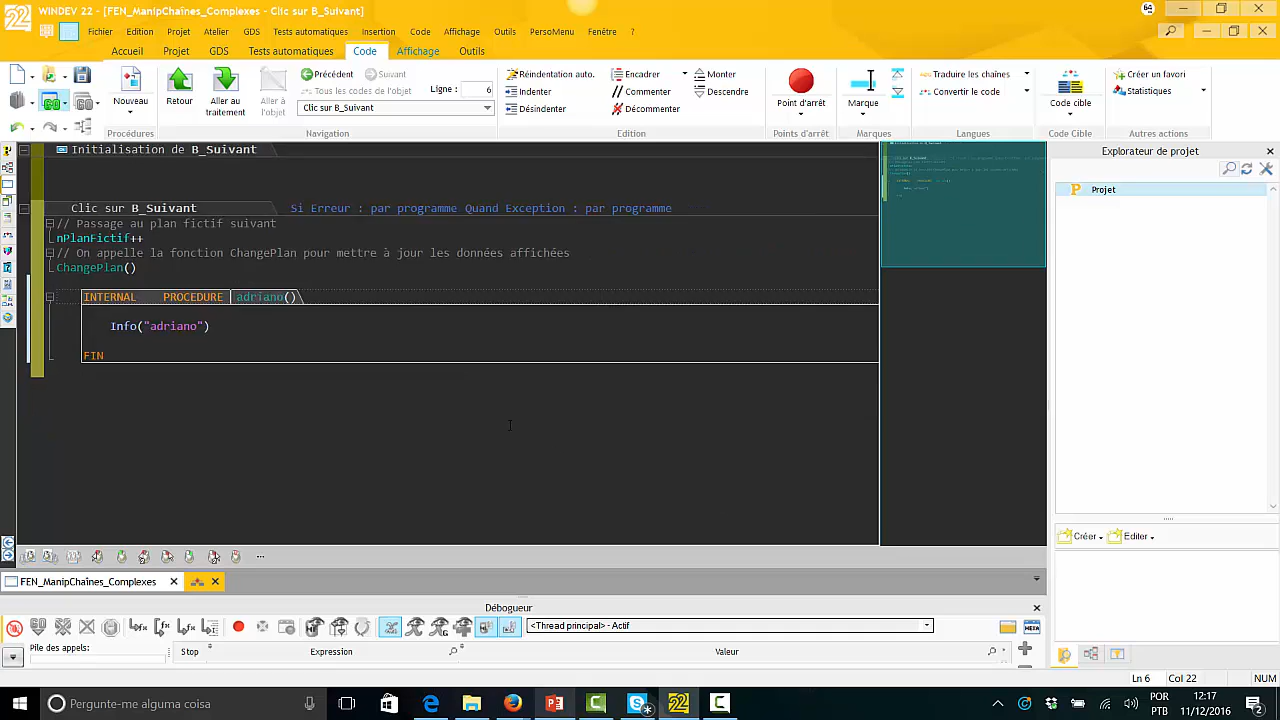 WINDEV 22 - [FEN_ManipChaînes_Complexes - Clic sur B_Suivant]
64
Fichier Edition Projet Atelier GDS Tests automatiques Insertion Code Affichage Outils PersoMenu Fenêtre ?
Accueil Projet GDS Tests automatiques Code Affichage Outils
Nouveau
Procédures
Retour
Aller au traitement
Aller à l'objet
Précédent Suivant
Tous les codes de l'objet
Ligne : 6
Clic sur B_Suivant
Navigation
Réindentation auto.
Indenter
Désindenter
Encadrer
Commenter
Décommenter
Monter
Descendre
Edition
Point d'arrêt
Points d'arrêt
Marque
Marques
Traduire les chaînes
Convertir le code
Langues
Code cible
Code Cible
Créer un favori
Statistiques
Autres actions
Initialisation de B_Suivant
Clic sur B_Suivant Si Erreur : par programme Quand Exception : par programme
// Passage au plan fictif suivant
nPlanFictif++
// On appelle la fonction ChangePlan pour mettre à jour les données affichées
ChangePlan()
INTERNAL PROCEDURE adriano()
Info("adriano")
FIN
Explorateur de projet
Projet
Créer Editer
FEN_ManipChaînes_Complexes
Débogueur
<Thread principal> - Actif
META
Pile des appels:
Stop Expression Valeur
Ln 6 Col 22 NUM
Pergunte-me alguma coisa
POR
PTB
12:17
11/12/2016
2